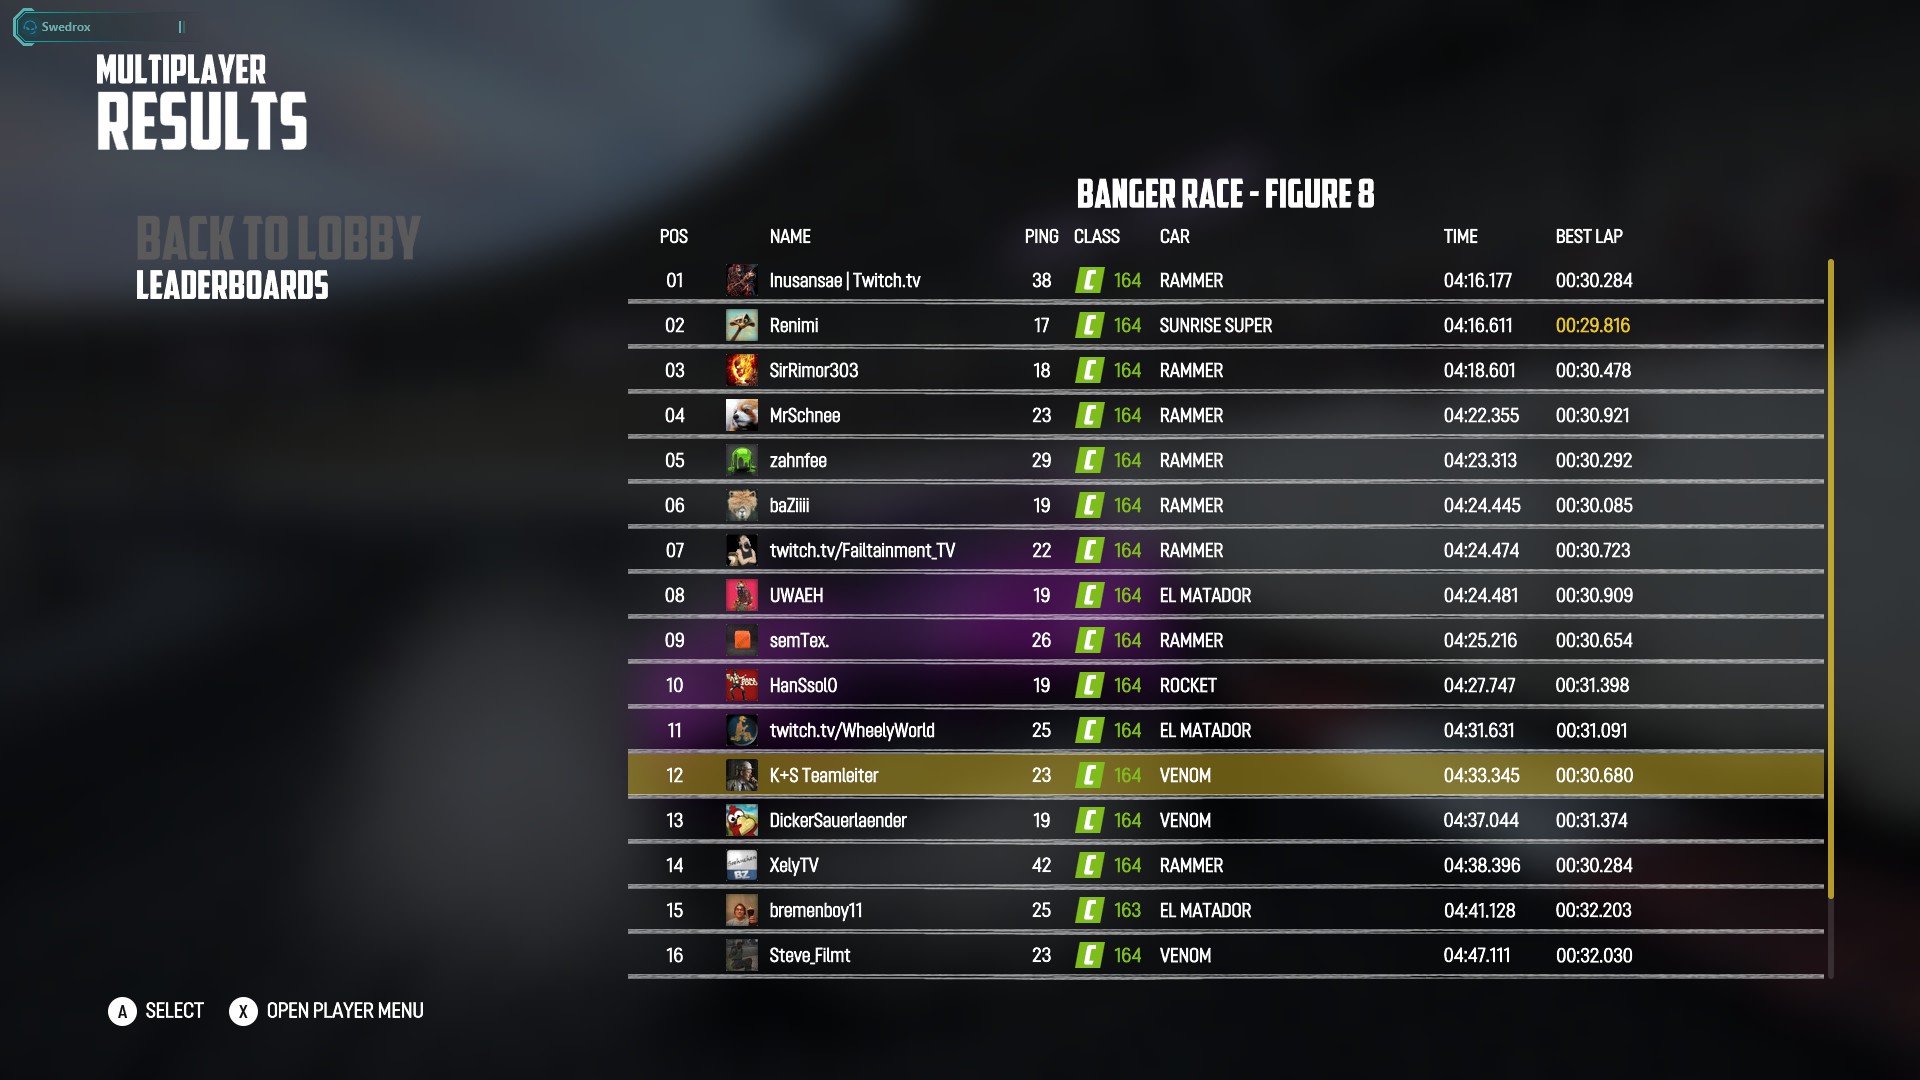 Swedrox
MULTIPLAYER
RESULTS
BACK TO LOBBY
LEADERBOARDS
BANGER RACE - FIGURE 8
POS NAME PING CLASS CAR TIME BEST LAP
01 Inusansae | Twitch.tv 38 C 164 RAMMER 04:16.177 00:30.284
02 Renimi 17 C 164 SUNRISE SUPER 04:16.611 00:29.816
03 SirRimor303 18 C 164 RAMMER 04:18.601 00:30.478
04 MrSchnee 23 C 164 RAMMER 04:22.355 00:30.921
05 zahnfee 29 C 164 RAMMER 04:23.313 00:30.292
06 baZiiii 19 C 164 RAMMER 04:24.445 00:30.085
07 twitch.tv/Failtainment_TV 22 C 164 RAMMER 04:24.474 00:30.723
08 UWAEH 19 C 164 EL MATADOR 04:24.481 00:30.909
09 semTex. 26 C 164 RAMMER 04:25.216 00:30.654
10 HanSsolO 19 C 164 ROCKET 04:27.747 00:31.398
11 twitch.tv/WheelyWorld 25 C 164 EL MATADOR 04:31.631 00:31.091
12 K+S Teamleiter 23 C 164 VENOM 04:33.345 00:30.680
13 DickerSauerlaender 19 C 164 VENOM 04:37.044 00:31.374
14 XelyTV 42 C 164 RAMMER 04:38.396 00:30.284
15 bremenboy11 25 C 163 EL MATADOR 04:41.128 00:32.203
16 Steve_Filmt 23 C 164 VENOM 04:47.111 00:32.030
A SELECT X OPEN PLAYER MENU